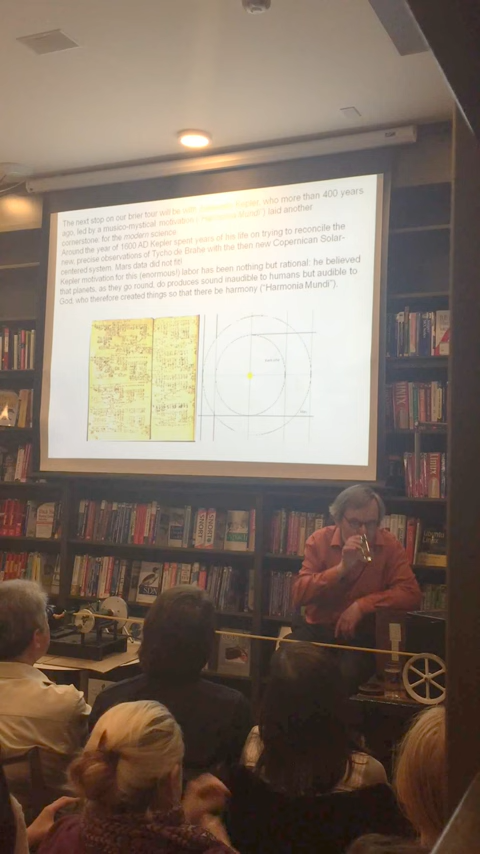 The next stop on our brief tour will be with Johannes Kepler, who more than 400 years
ago, led by a musico-mystical motivation ("Harmonia Mundi") laid another
cornerstone: for the modern science.
Around the year of 1600 AD Kepler spent years of his life on trying to reconcile the
new, precise observations of Tycho de Brahe with the then new Copernican Solar-
centered system. Mars data did not fit!
Kepler motivation for this (enormous!) labor has been nothing but rational: he believed
that planets, as they go round, do produces sound inaudible to humans but audible to
God, who therefore created things so that there be harmony ("Harmonia Mundi").